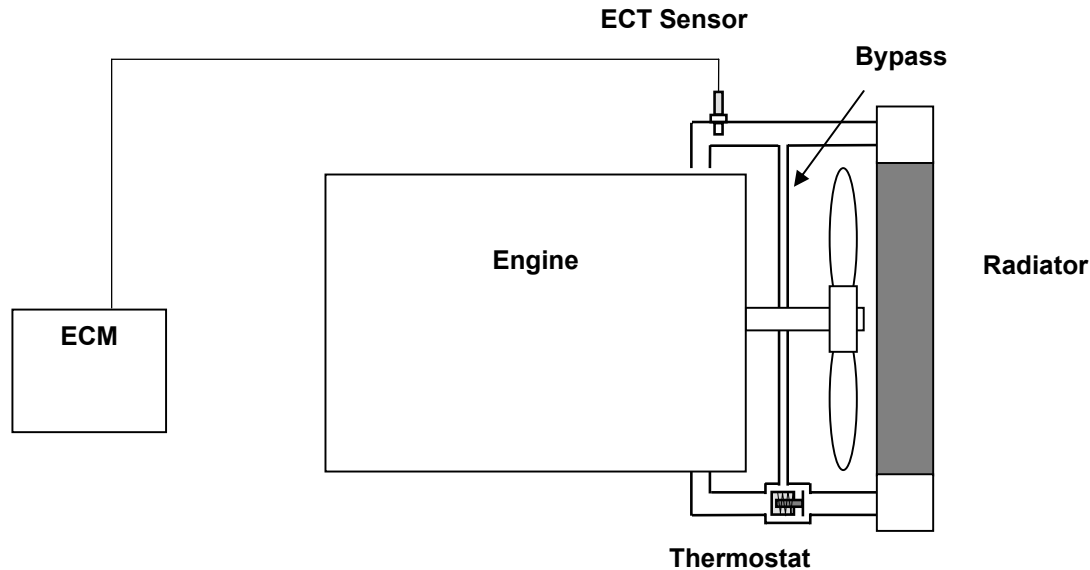 ECT Sensor
Bypass
Engine
Radiator
ECM
Thermostat